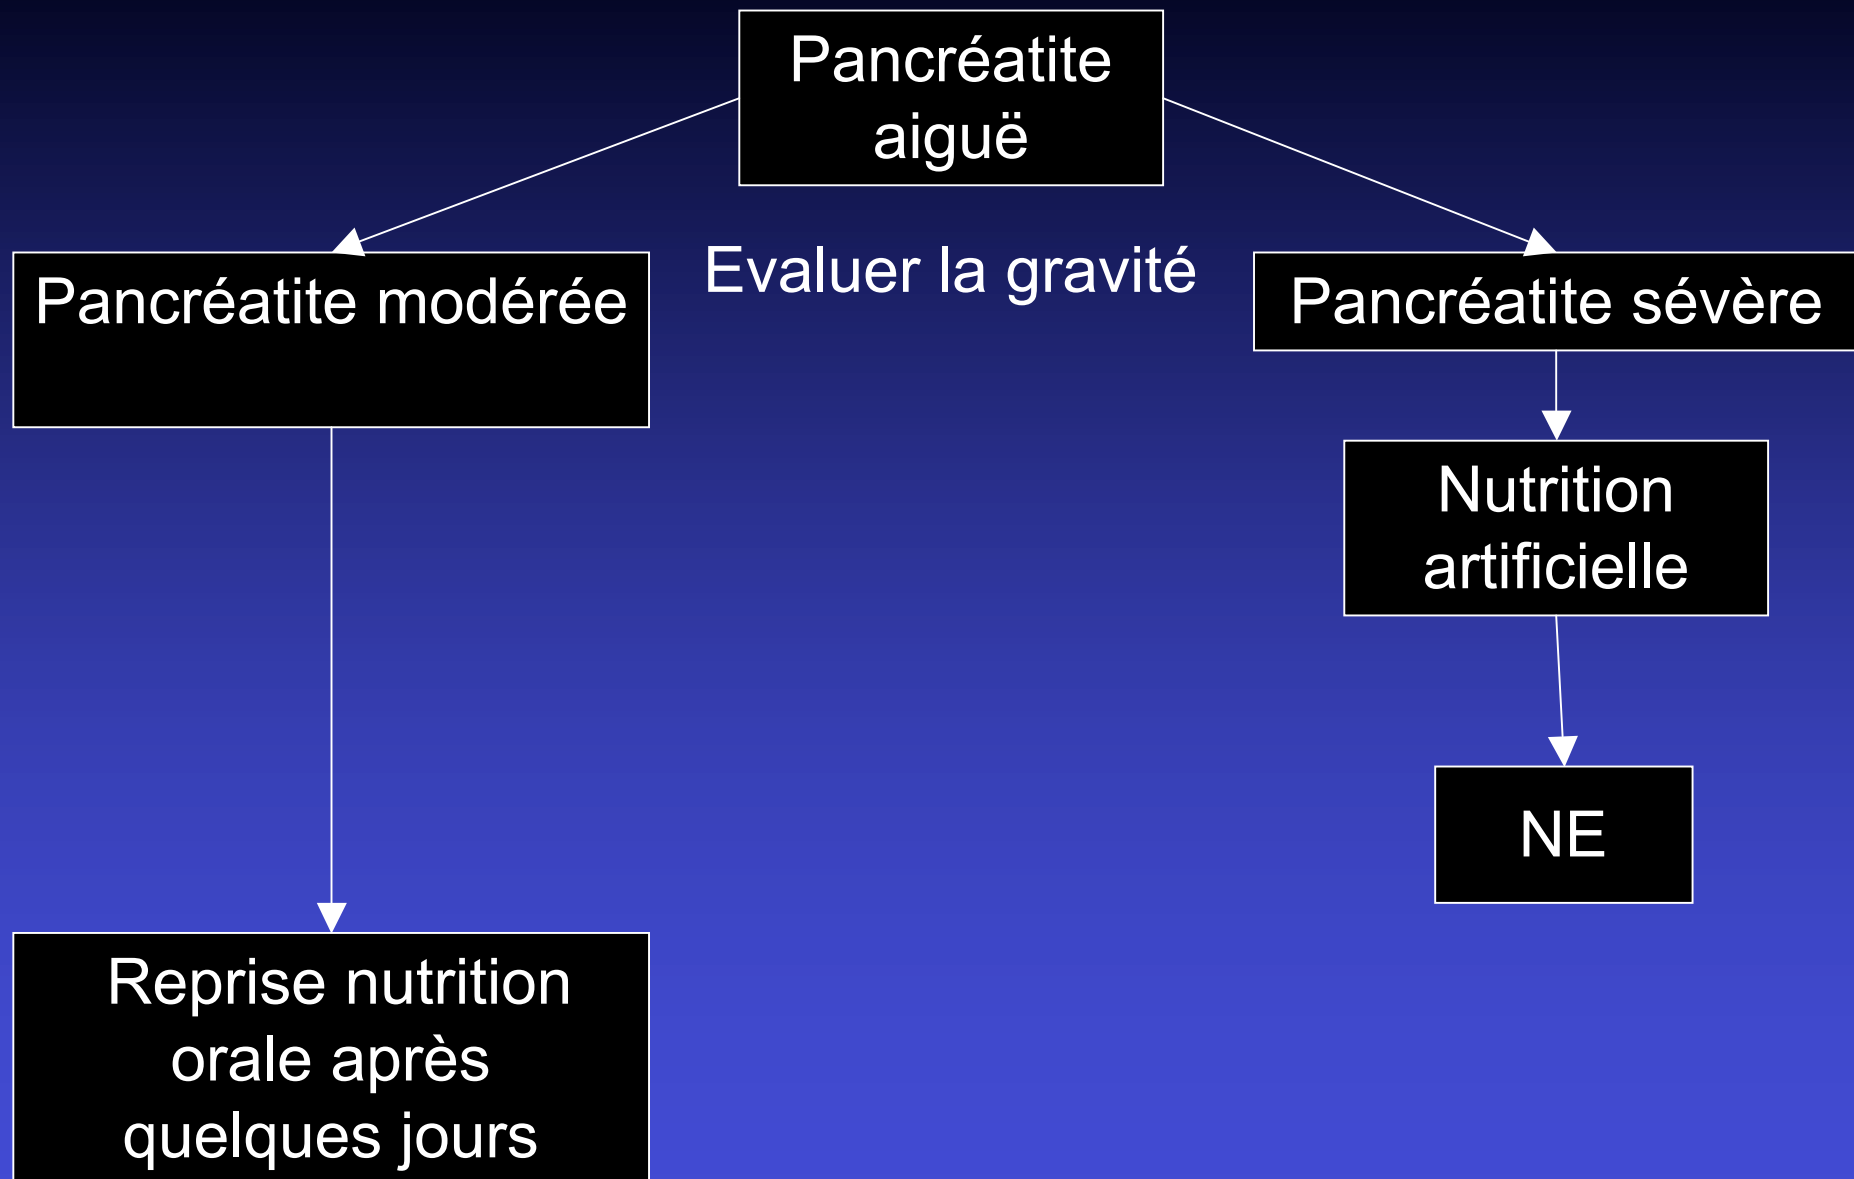 Pancréatite
aiguë
Evaluer la gravité
Pancréatite modérée
Pancréatite sévère
Nutrition
artificielle
NE
Reprise nutrition
orale après
quelques jours